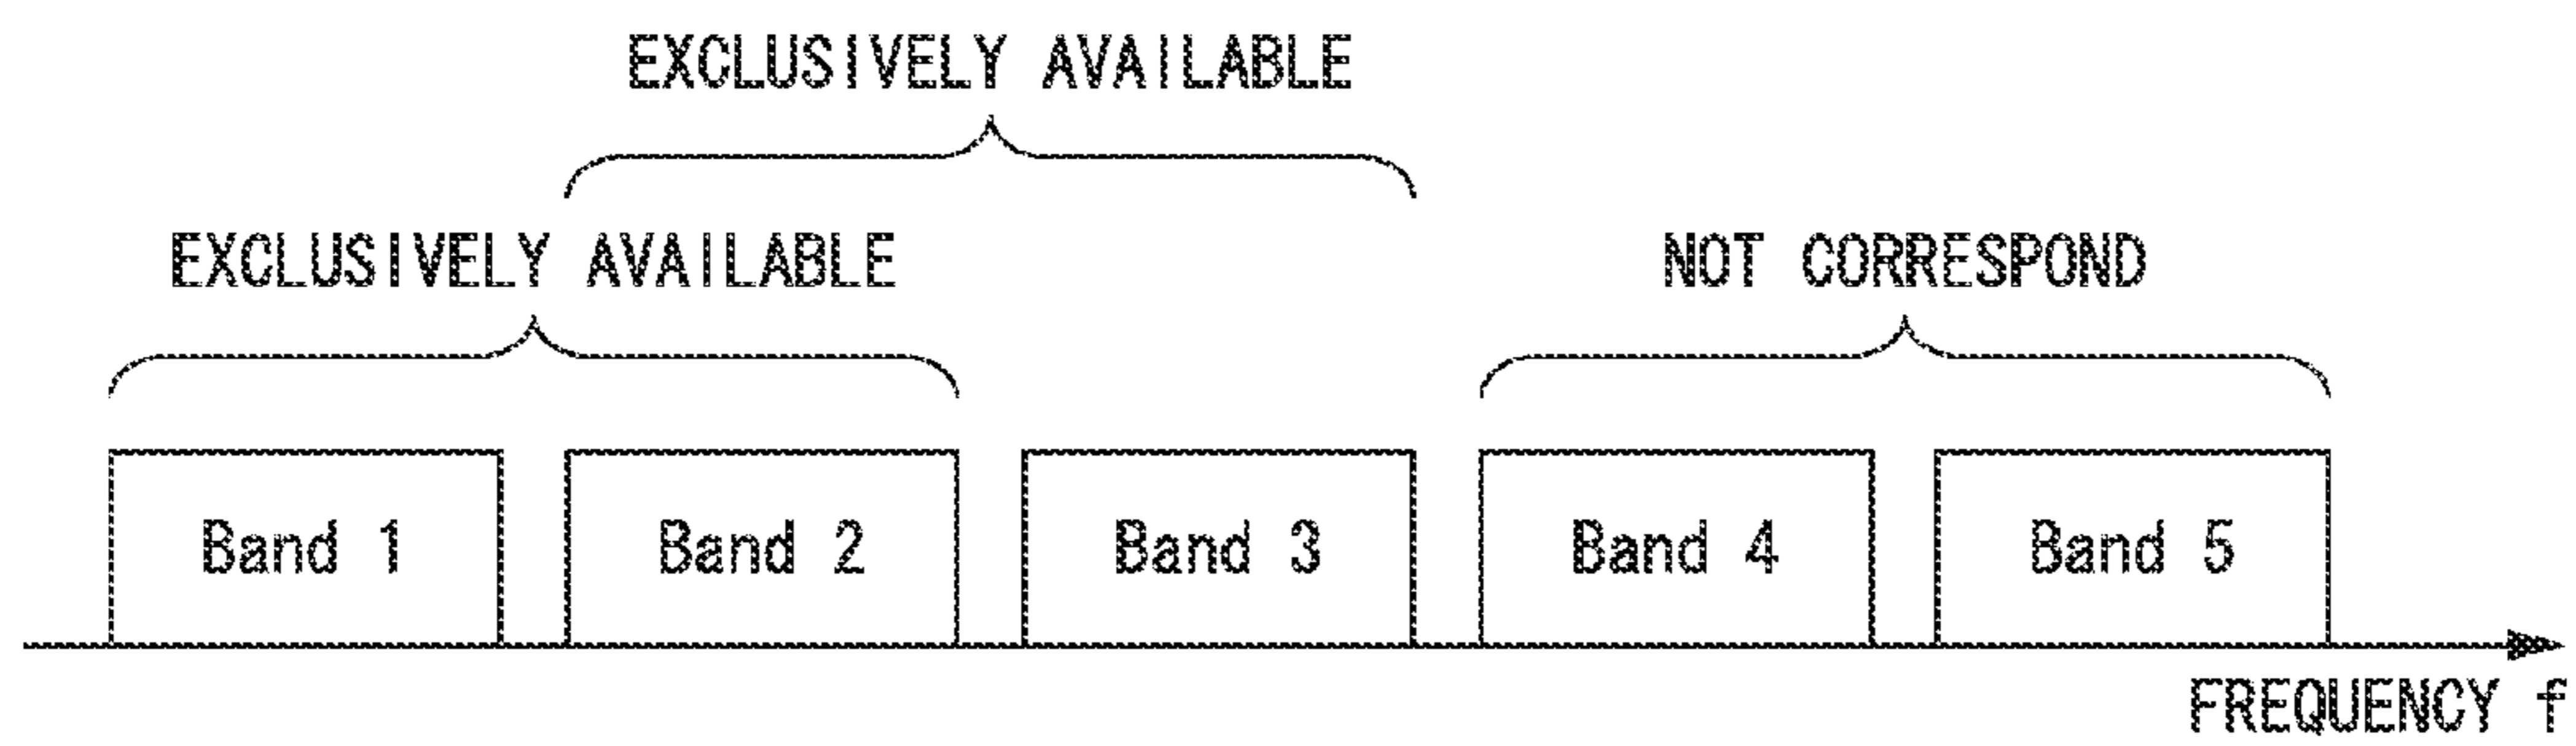 EXCLUSIVELY AVAILABLE
EXCLUSIVELY AVAILABLE
NOT CORRESPOND
Band 1
Band 2
Band 3
Band 4
Band 5
FREQUENCY f